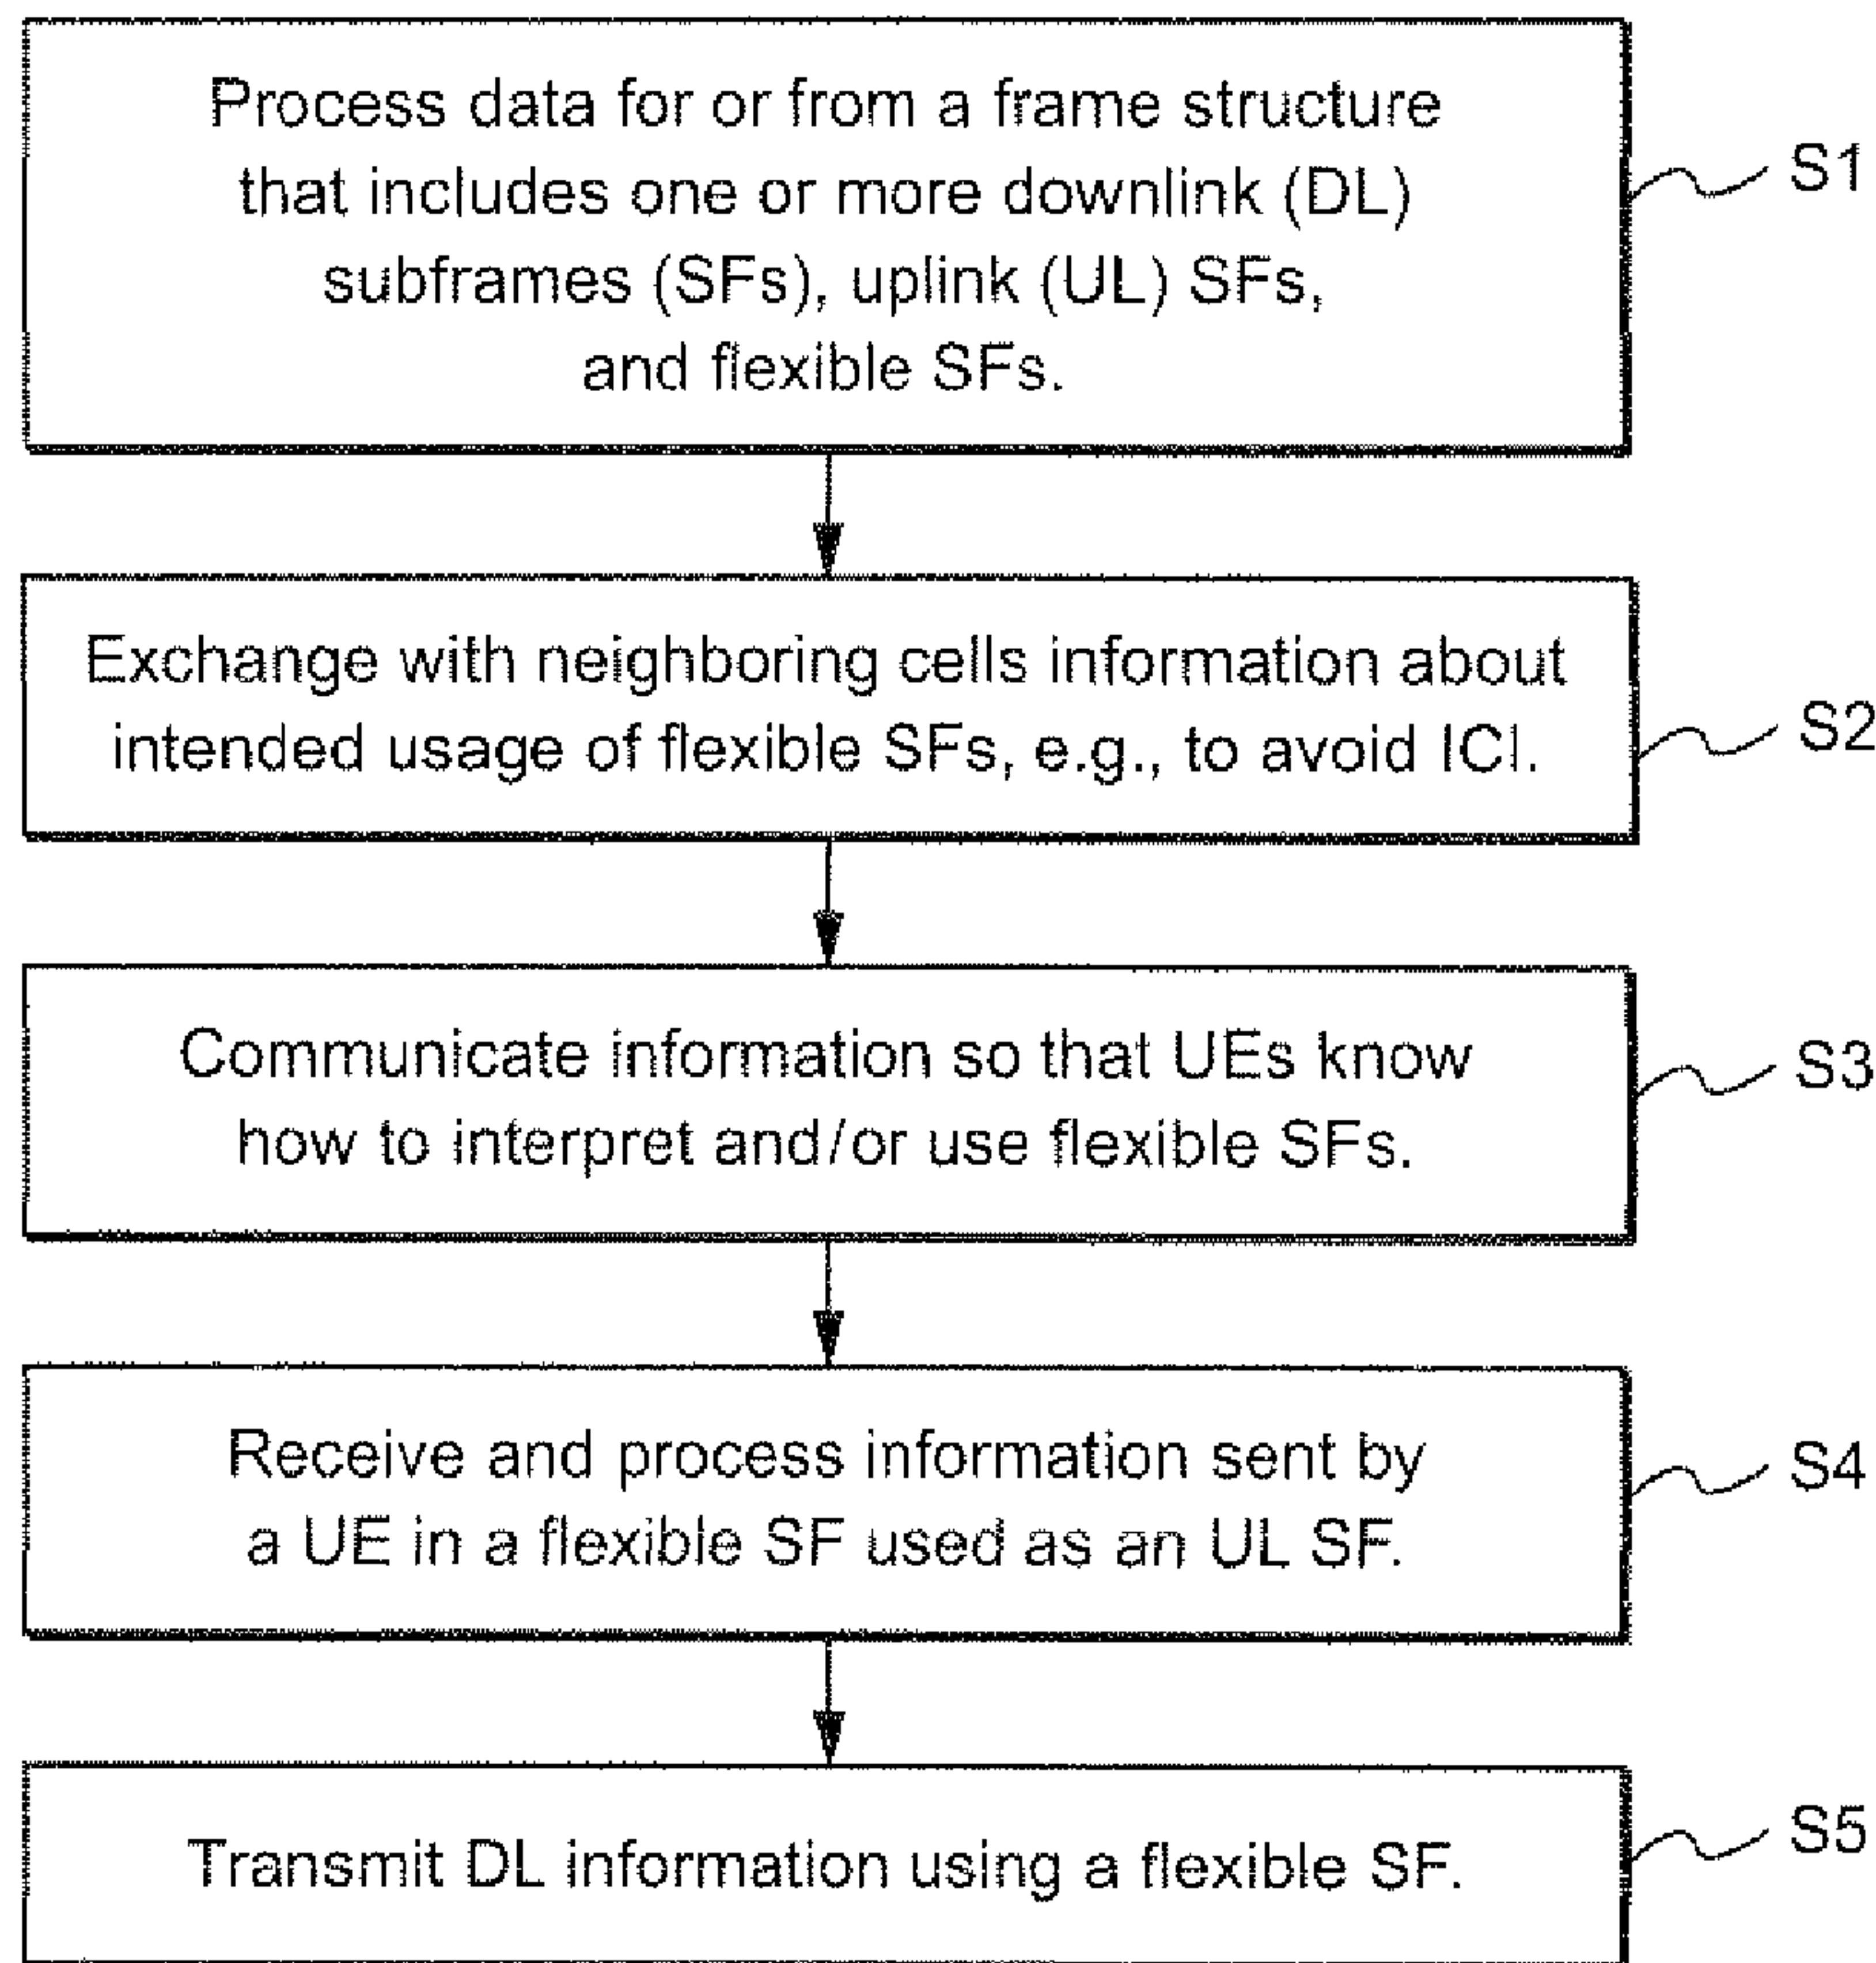 Process data for or from a frame structure
that includes one or more downlink (DL)
subframes (SFs), uplink (UL) SFs,
and flexible SFs.
S1
Exchange with neighboring cells information about
intended usage of flexible SFs, e.g., to avoid ICI.
S2
Communicate information so that UEs know
how to interpret and/or use flexible SFs.
S3
Receive and process information sent by
a UE in a flexible SF used as an UL SF.
S4
Transmit DL information using a flexible SF.
S5